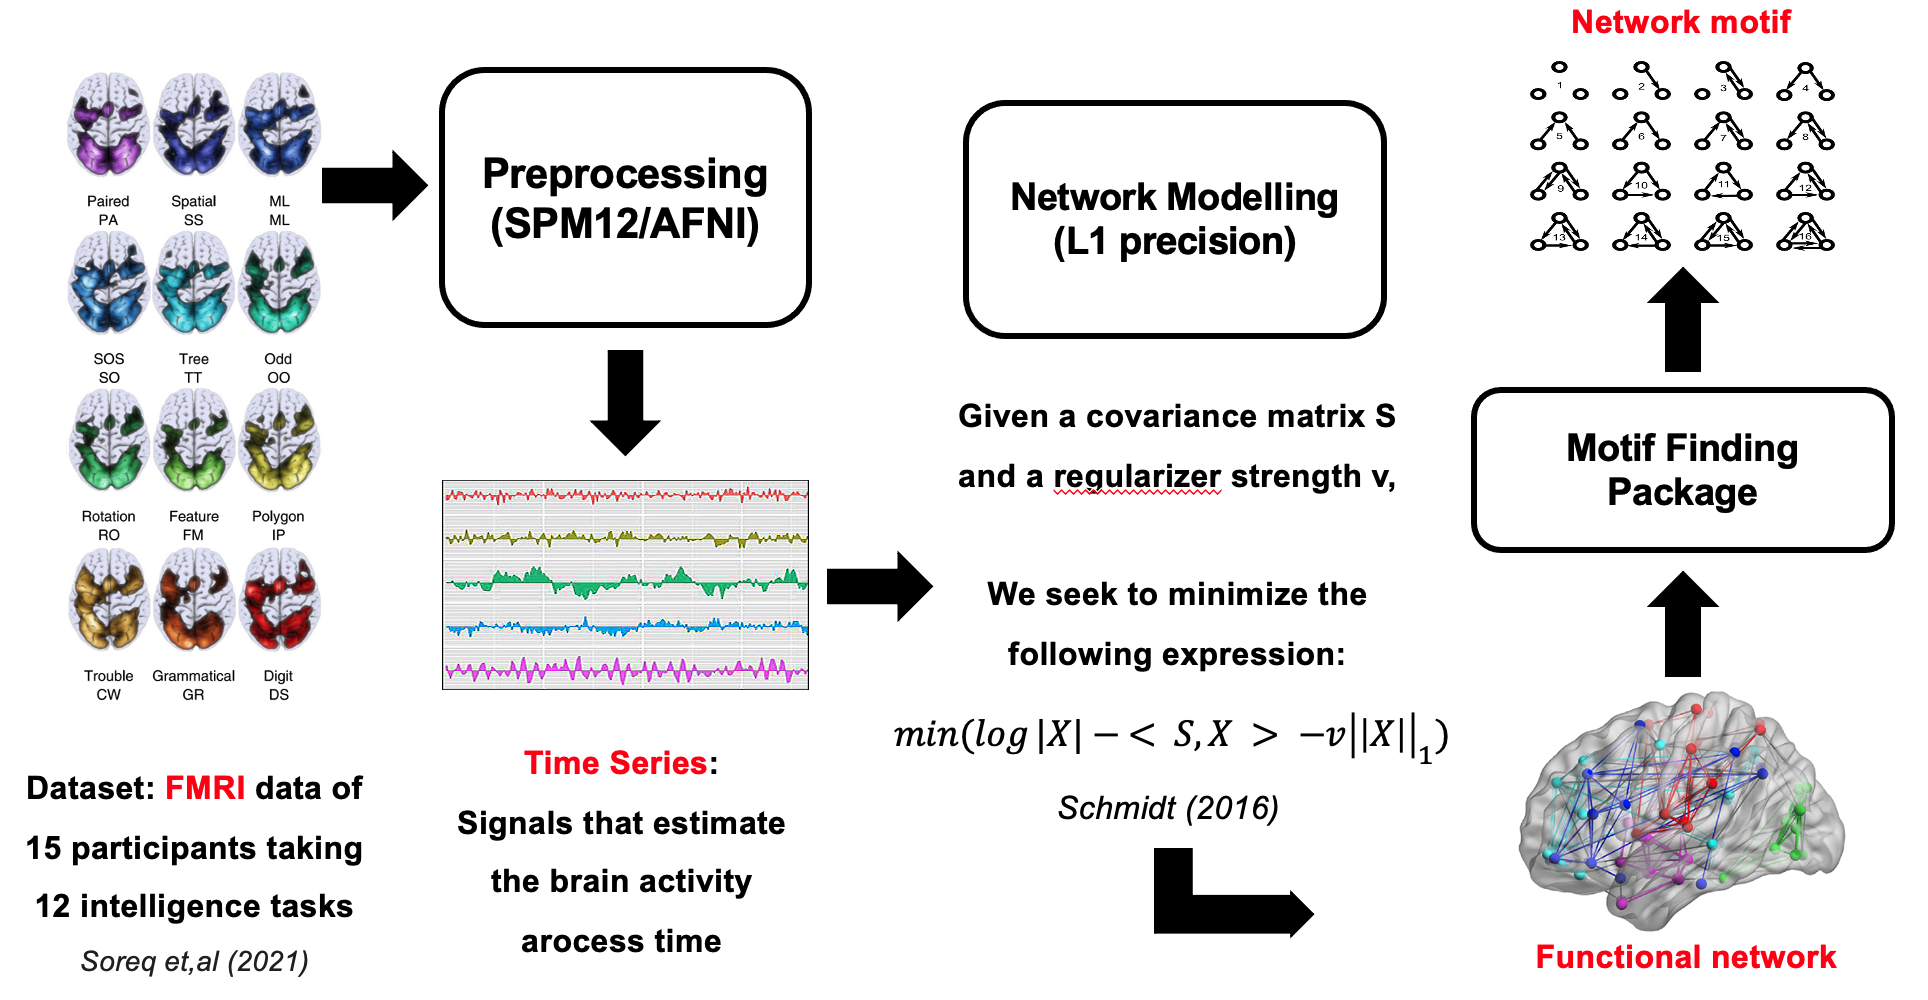 Paired Spatial ML
PA SS ML
SOS Tree Odd
SO TT OO
Rotation Feature Polygon
RO FM IP
Trouble Grammatical Digit
CW GR DS
Dataset: FMRI data of
15 participants taking
12 intelligence tasks
Soreq et,al (2021)
Preprocessing
(SPM12/AFNI)
Time Series:
Signals that estimate
the brain activity
arocess time
Network Modelling
(L1 precision)
Given a covariance matrix S
and a regularizer strength v,
We seek to minimize the
following expression:
min(log |X| − < S, X > −v||X||₁)
Schmidt (2016)
Functional network
Motif Finding
Package
Network motif
1 2 3 4
5 6 7 8
9 10 11 12
13 14 15 16